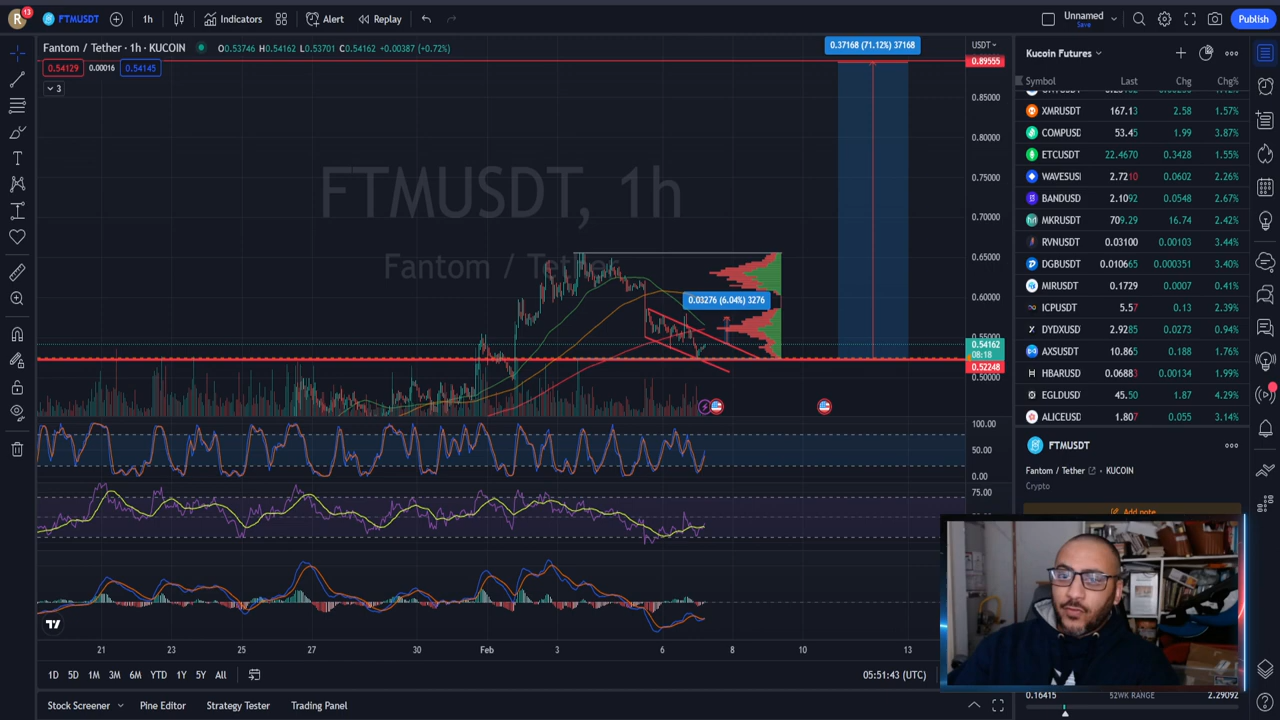 R 13 FTMUSDT 1h Indicators Alert Replay Unnamed Save Publish
Fantom / Tether · 1h · KUCOIN O0.53746 H0.54162 L0.53701 C0.54162 +0.00387 (+0.72%)
0.54129 0.00016 0.54145
3
0.37168 (71.12%) 37168
USDT
0.89555
0.85000
0.80000
0.75000
0.70000
0.65000
0.60000
0.54162
08:18
0.52248
0.50000
FTMUSDT, 1h
Fantom / Tether
0.03276 (6.04%) 3276
100.00
50.00
0.00
75.00
21 23 25 27 30 Feb 3 6 8 10 13
1D 5D 1M 3M 6M YTD 1Y 5Y All 05:51:43 (UTC)
Stock Screener Pine Editor Strategy Tester Trading Panel
Kucoin Futures
Symbol Last Chg Chg%
XMRUSDT 167.13 2.58 1.57%
COMPUSD 53.45 1.99 3.87%
ETCUSDT 22.4670 0.3428 1.55%
WAVESUSI 2.7210 0.0602 2.26%
BANDUSD 2.1092 0.0548 2.67%
MKRUSDT 709.29 16.74 2.42%
RVNUSDT 0.03100 0.00103 3.44%
DGBUSDT 0.010665 0.000351 3.40%
MIRUSDT 0.1729 0.0007 0.41%
ICPUSDT 5.57 0.13 2.39%
DYDXUSD 2.9285 0.0273 0.94%
AXSUSDT 10.865 0.188 1.76%
HBARUSD 0.0688 0.00134 1.99%
EGLDUSD 45.50 1.87 4.29%
ALICEUSD 1.807 0.055 3.14%
FTMUSDT
Fantom / Tether · KUCOIN
Crypto
Add note
0.16415 52WK RANGE 2.29092